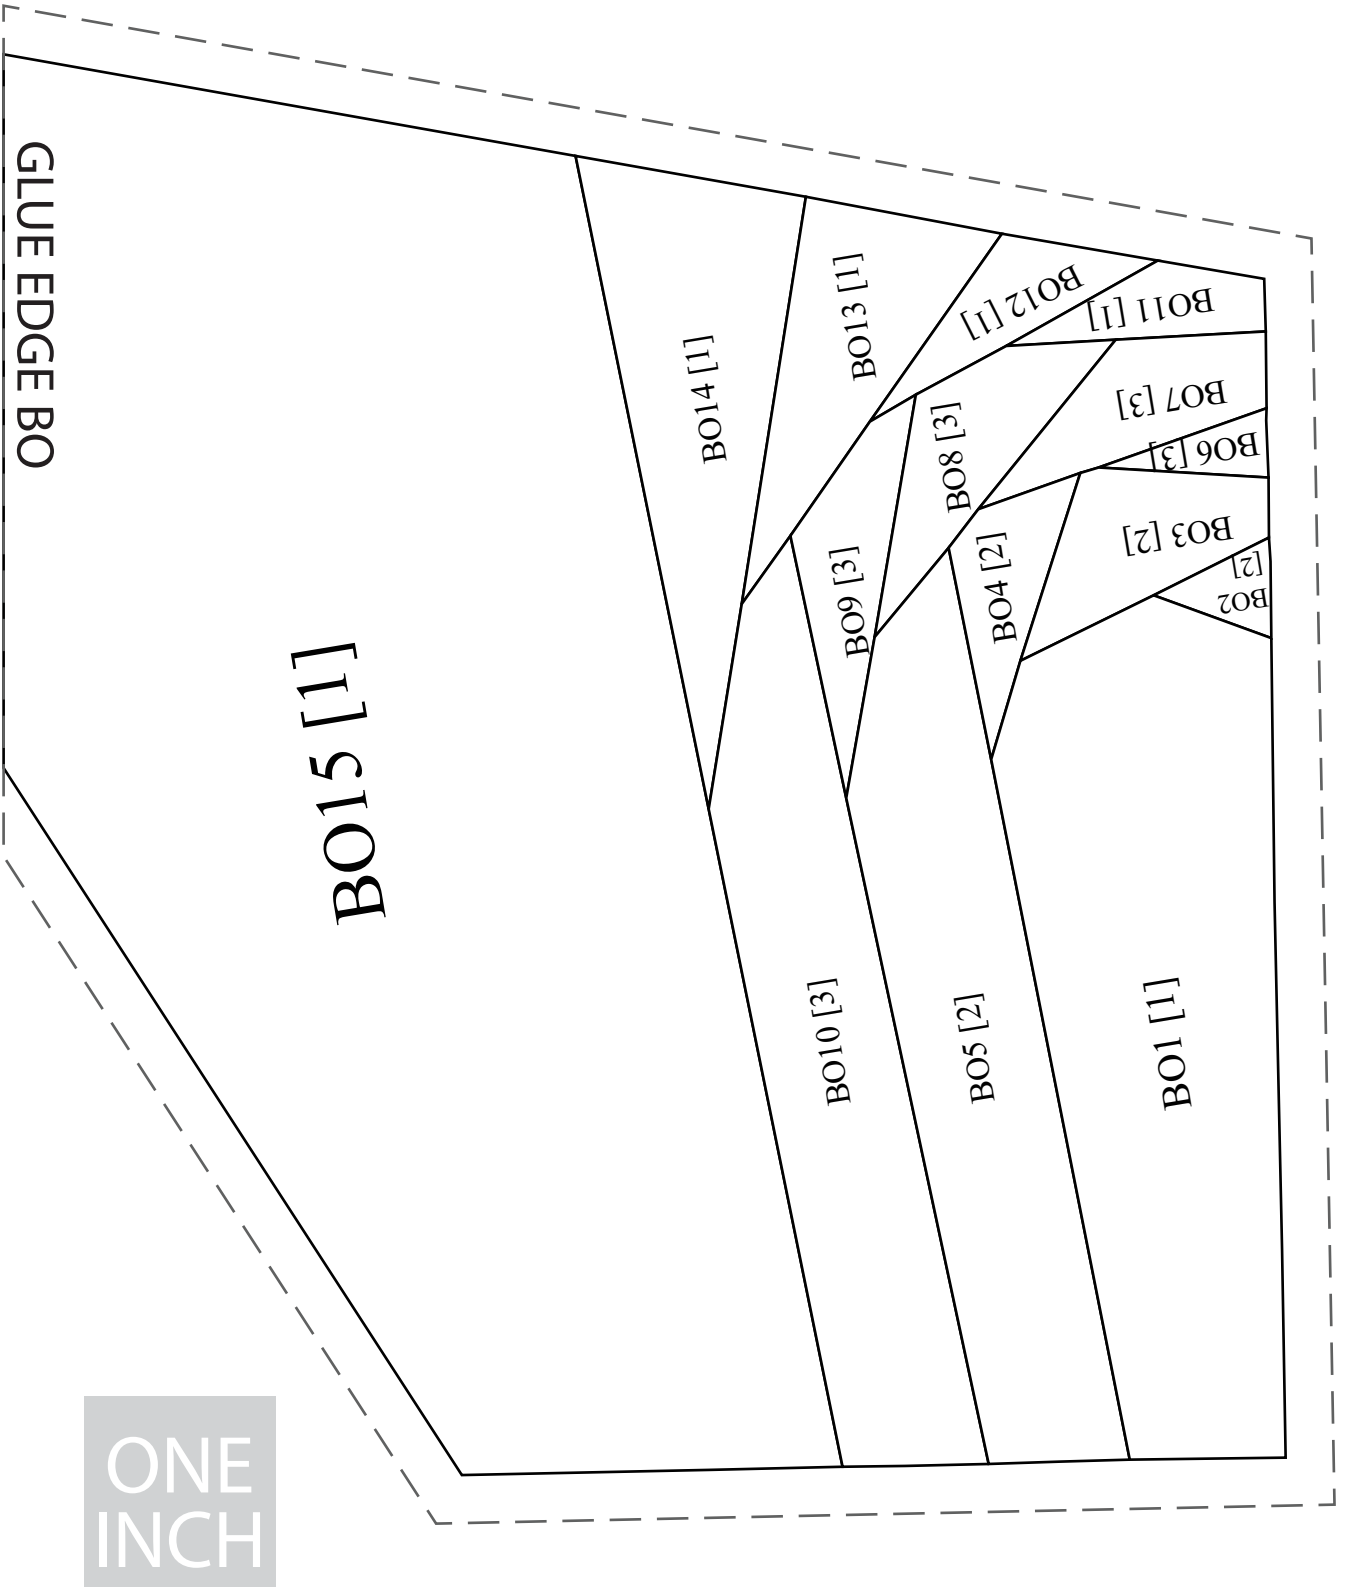 GLUE EDGE BO
BO15 [1]
BO14 [1]
BO13 [1]
BO12 [1]
BO11 [1]
BO7 [3]
BO8 [3]
BO6 [3]
BO3 [2]
BO4 [2]
BO9 [3]
BO2
[2]
BO10 [3]
BO5 [2]
BO1 [1]
ONE
INCH